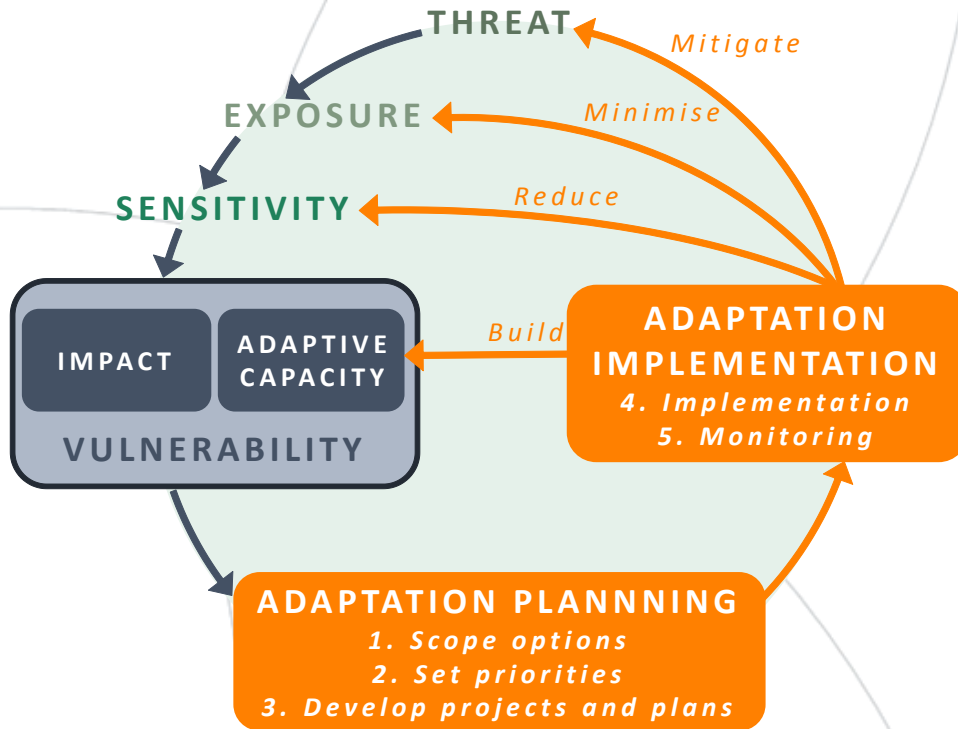 THREAT
Mitigate
EXPOSURE
Minimise
SENSITIVITY
Reduce
IMPACT
ADAPTIVE
CAPACITY
VULNERABILITY
Build
ADAPTATION
IMPLEMENTATION
4. Implementation
5. Monitoring
ADAPTATION PLANNNING
1. Scope options
2. Set priorities
3. Develop projects and plans